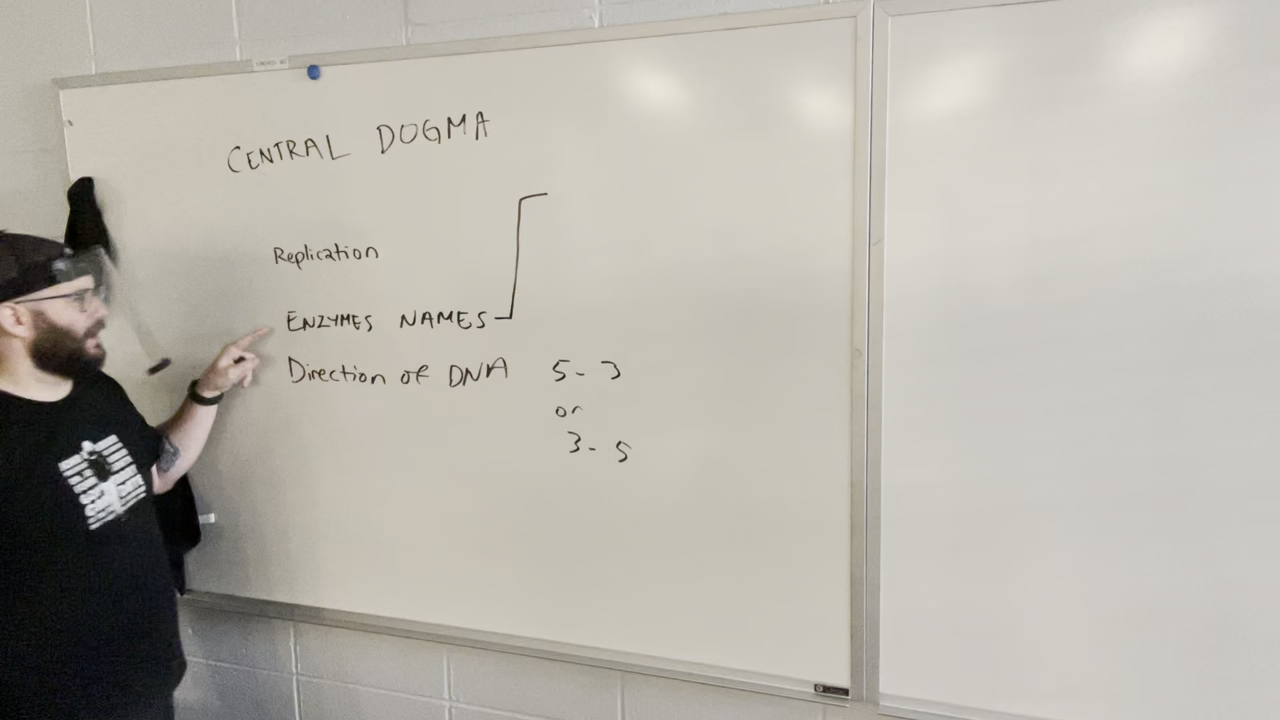 CENTRAL DOGMA
Replication
ENZYMES NAMES
Direction of DNA 5-3
or
3-5